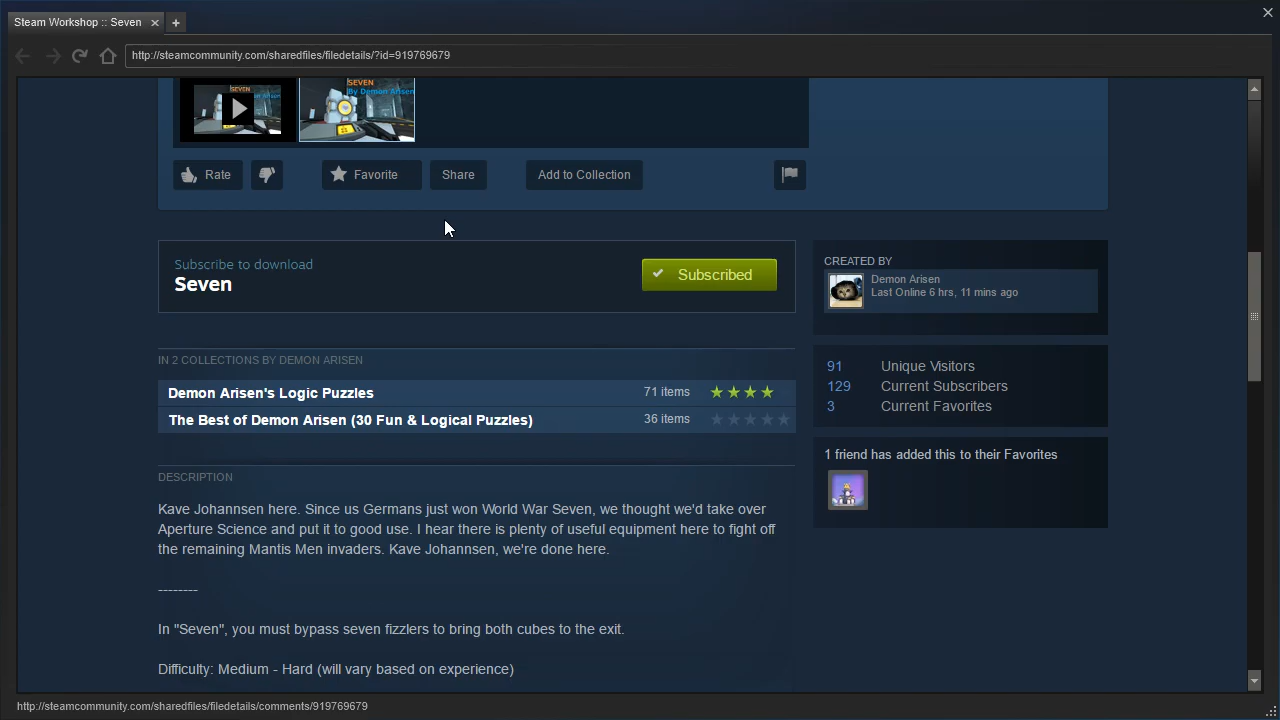 Steam Workshop :: Seven
http://steamcommunity.com/sharedfiles/filedetails/?id=919769679
SEVEN
By Demon Arisen
SEVEN
By Demon Arisen
Rate
Favorite
Share
Add to Collection
Subscribe to download
Seven
Subscribed
CREATED BY
Demon Arisen
Last Online 6 hrs, 11 mins ago
IN 2 COLLECTIONS BY DEMON ARISEN
Demon Arisen's Logic Puzzles 71 items
The Best of Demon Arisen (30 Fun & Logical Puzzles) 36 items
91 Unique Visitors
129 Current Subscribers
3 Current Favorites
1 friend has added this to their Favorites
DESCRIPTION
Kave Johannsen here. Since us Germans just won World War Seven, we thought we'd take over
Aperture Science and put it to good use. I hear there is plenty of useful equipment here to fight off
the remaining Mantis Men invaders. Kave Johannsen, we're done here.
--------
In "Seven", you must bypass seven fizzlers to bring both cubes to the exit.
Difficulty: Medium - Hard (will vary based on experience)
http://steamcommunity.com/sharedfiles/filedetails/comments/919769679